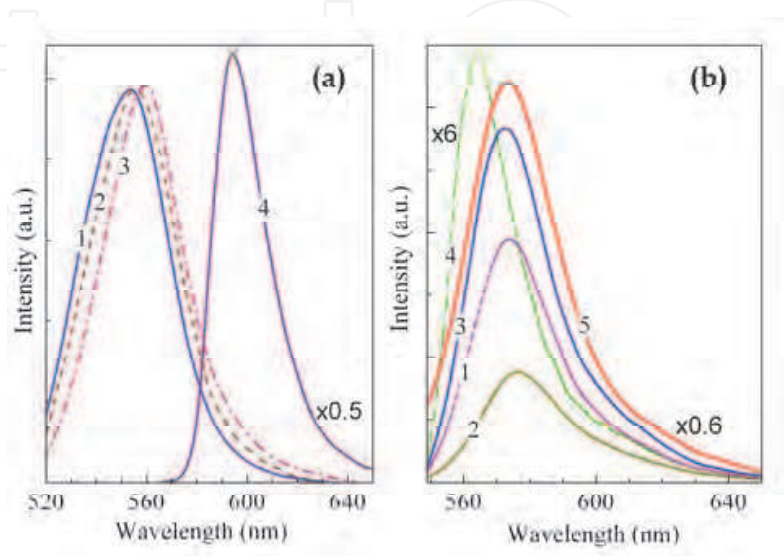 (a)
3
2
1
4
x0.5
Intensity (a.u.)
520 560 600 640
Wavelength (nm)
(b)
x6
4
3
5
1
2
x0.6
Intensity (a.u.)
560 600 640
Wavelength (nm)